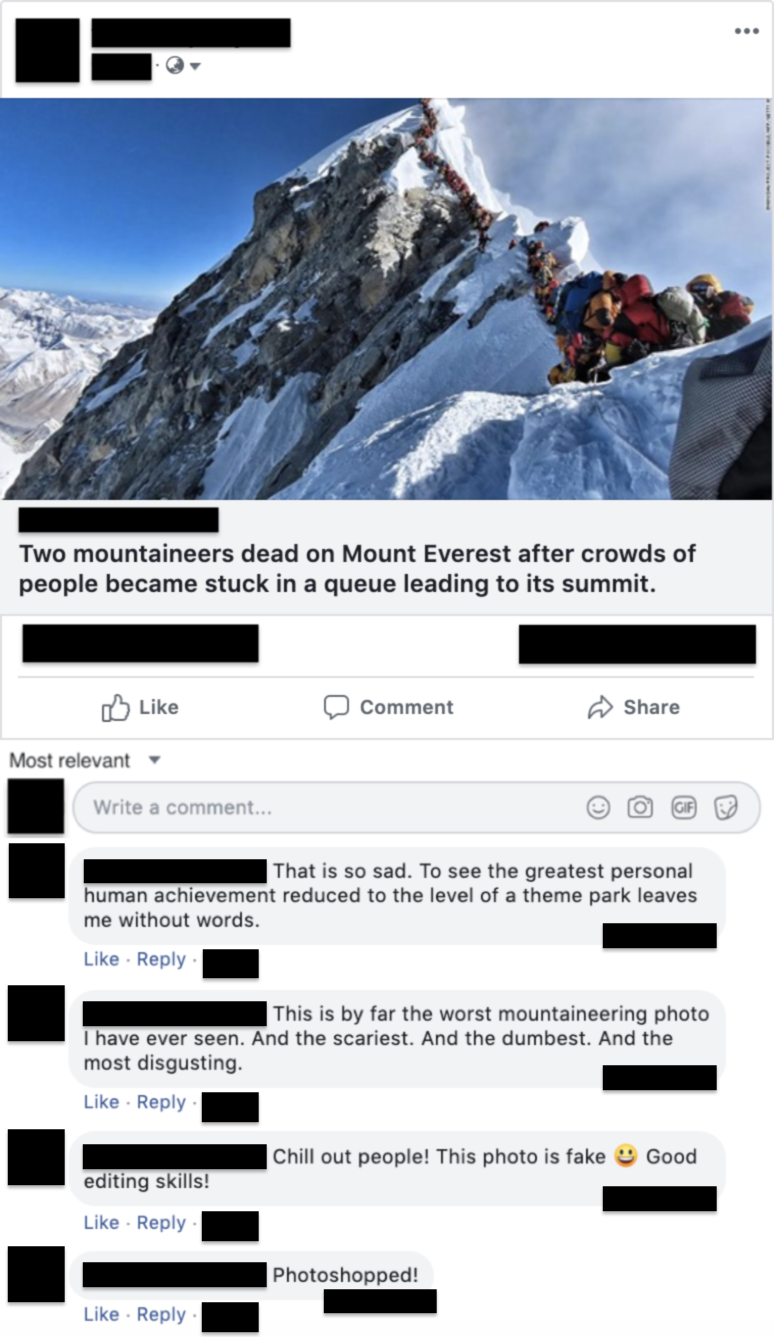 Two mountaineers dead on Mount Everest after crowds of
people became stuck in a queue leading to its summit.
Like
Comment
Share
Most relevant
Write a comment...
GIF
That is so sad. To see the greatest personal
human achievement reduced to the level of a theme park leaves
me without words.
Like · Reply ·
This is by far the worst mountaineering photo
I have ever seen. And the scariest. And the dumbest. And the
most disgusting.
Like · Reply ·
Chill out people! This photo is fake 😀 Good
editing skills!
Like · Reply ·
Photoshopped!
Like · Reply ·